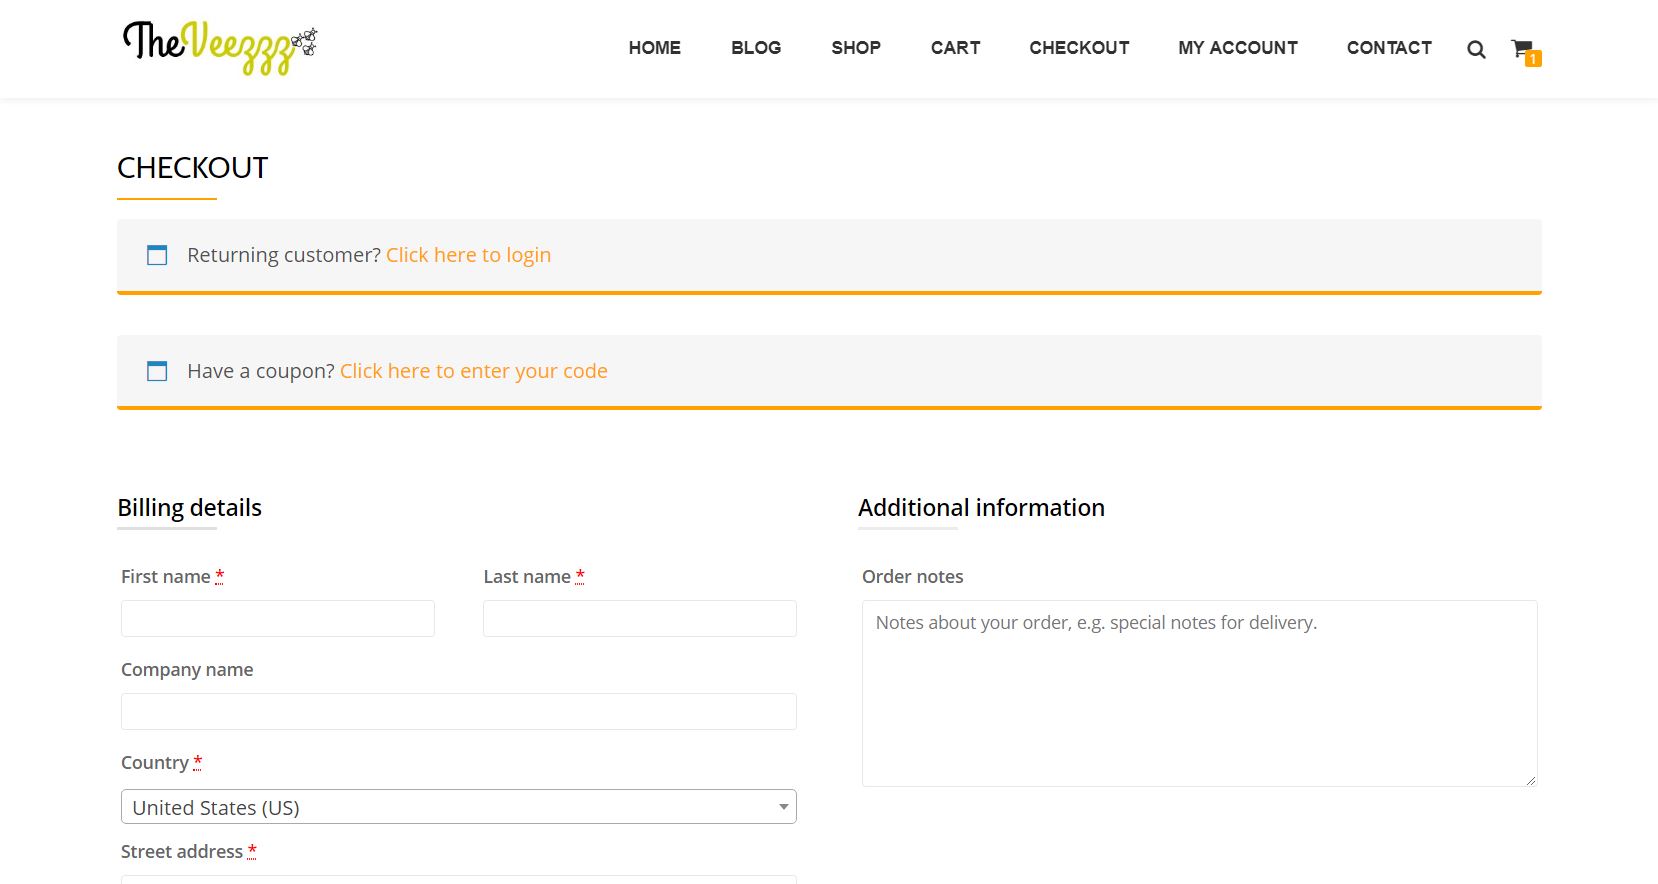 TheVeezzz
HOME BLOG SHOP CART CHECKOUT MY ACCOUNT CONTACT 1
CHECKOUT
Returning customer? Click here to login
Have a coupon? Click here to enter your code
Billing details
First name *
Last name *
Company name
Country *
United States (US)
Street address *
Additional information
Order notes
Notes about your order, e.g. special notes for delivery.